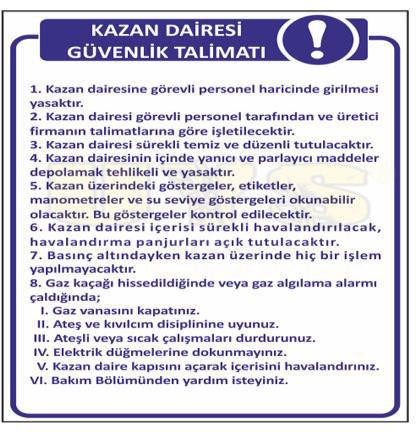 KAZAN DAİRESİ
GÜVENLİK TALİMATI
1. Kazan dairesine görevli personel haricinde girilmesi
yasaktır.
2. Kazan dairesi görevli personel tarafından ve üretici
firmanın talimatlarına göre işletilecektir.
3. Kazan dairesi sürekli temiz ve düzenli tutulacaktır.
4. Kazan dairesinin içinde yanıcı ve parlayıcı maddeler
depolamak tehlikeli ve yasaktır.
5. Kazan üzerindeki göstergeler, etiketler,
manometreler ve su seviye göstergeleri okunabilir
olacaktır. Bu göstergeler kontrol edilecektir.
6. Kazan dairesi içerisi sürekli havalandırılacak,
havalandırma panjurları açık tutulacaktır.
7. Basınç altındayken kazan üzerinde hiç bir işlem
yapılmayacaktır.
8. Gaz kaçağı hissedildiğinde veya gaz algılama alarmı
çaldığında;
I. Gaz vanasını kapatınız.
II. Ateş ve kıvılcım disiplinine uyunuz.
III. Ateşli veya sıcak çalışmaları durdurunuz.
IV. Elektrik düğmelerine dokunmayınız.
V. Kazan daire kapısını açarak içerisini havalandırınız.
VI. Bakım Bölümünden yardım isteyiniz.